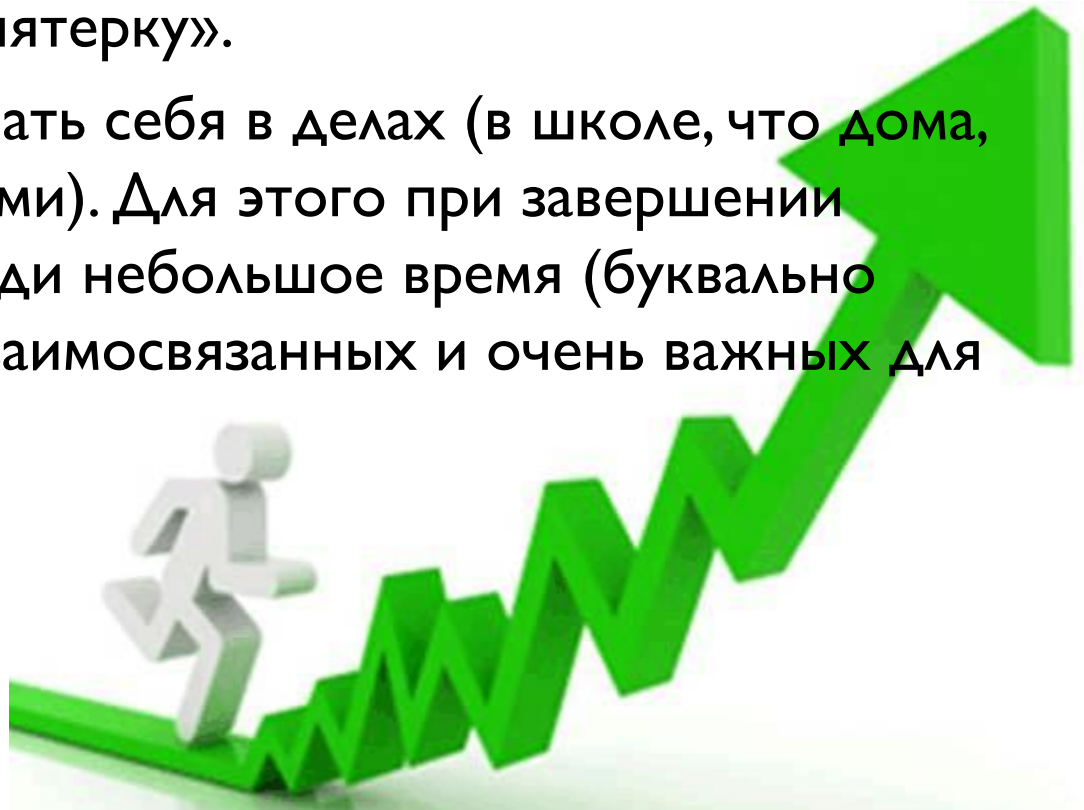 пятерку».
ать себя в делах (в школе, что дома,
ми). Для этого при завершении
ди небольшое время (буквально
аимосвязанных и очень важных для